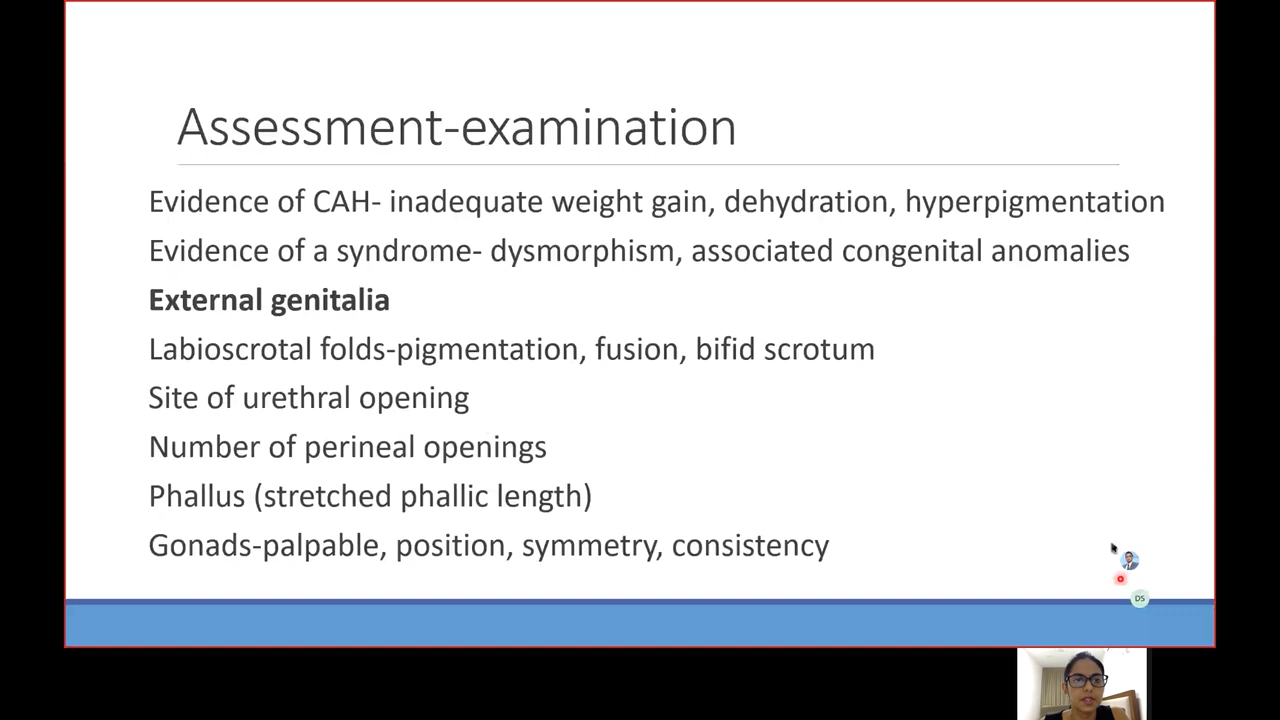 Assessment-examination
Evidence of CAH- inadequate weight gain, dehydration, hyperpigmentation
Evidence of a syndrome- dysmorphism, associated congenital anomalies
External genitalia
Labioscrotal folds-pigmentation, fusion, bifid scrotum
Site of urethral opening
Number of perineal openings
Phallus (stretched phallic length)
Gonads-palpable, position, symmetry, consistency
DS